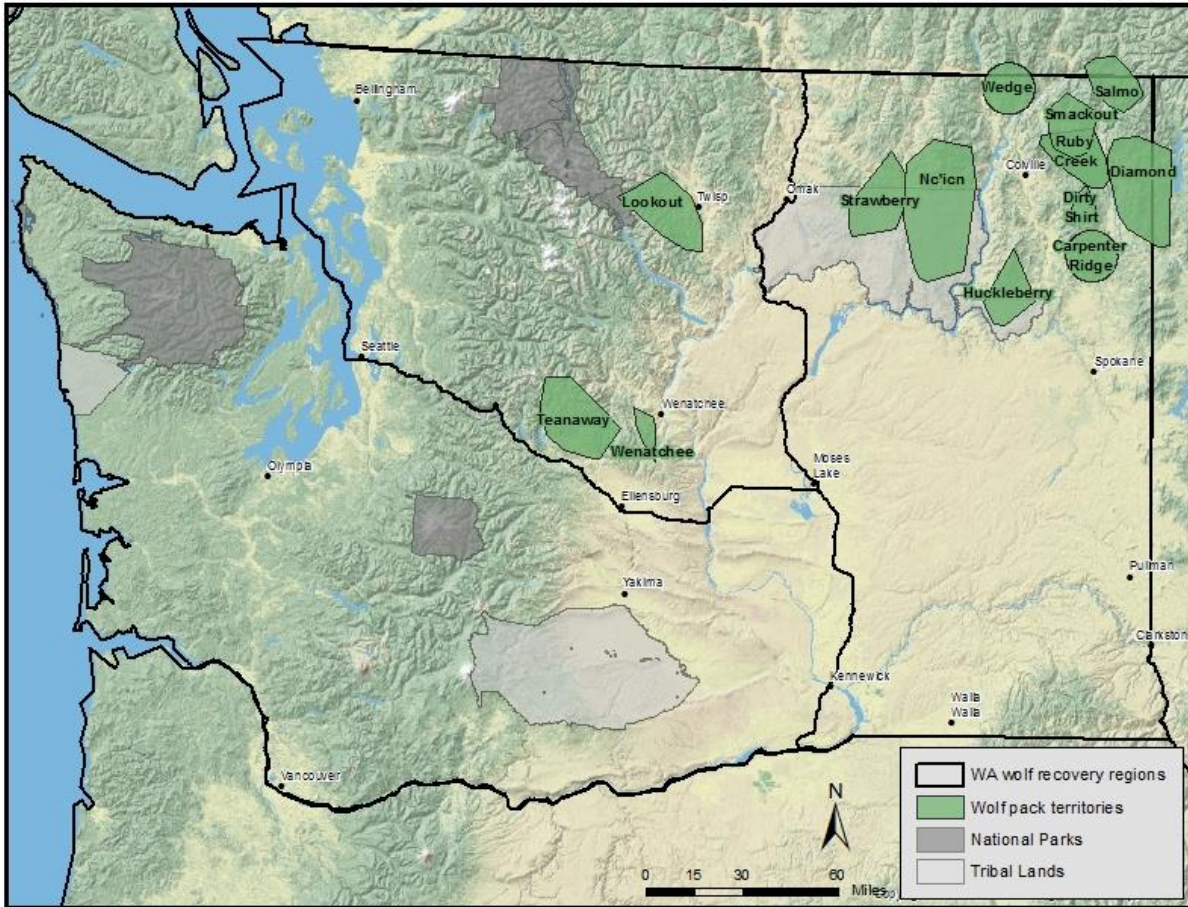 Bellingham
Wedge
Salmo
Smackout
Ruby
Creek
Colville
Diamond
Nc'icn
Strawberry
Omak
Lookout
Twisp
Dirty
Shirt
Carpenter
Ridge
Huckleberry
Seattle
Spokane
Teanaway
Wenatchee
Wenatchee
Olympia
Moses
Lake
Ellensburg
Yakima
Pullman
Clarkston
Kennewick
Walla
Walla
Vancouver
N
0 15 30 60
Miles
WA wolf recovery regions
Wolf pack territories
National Parks
Tribal Lands